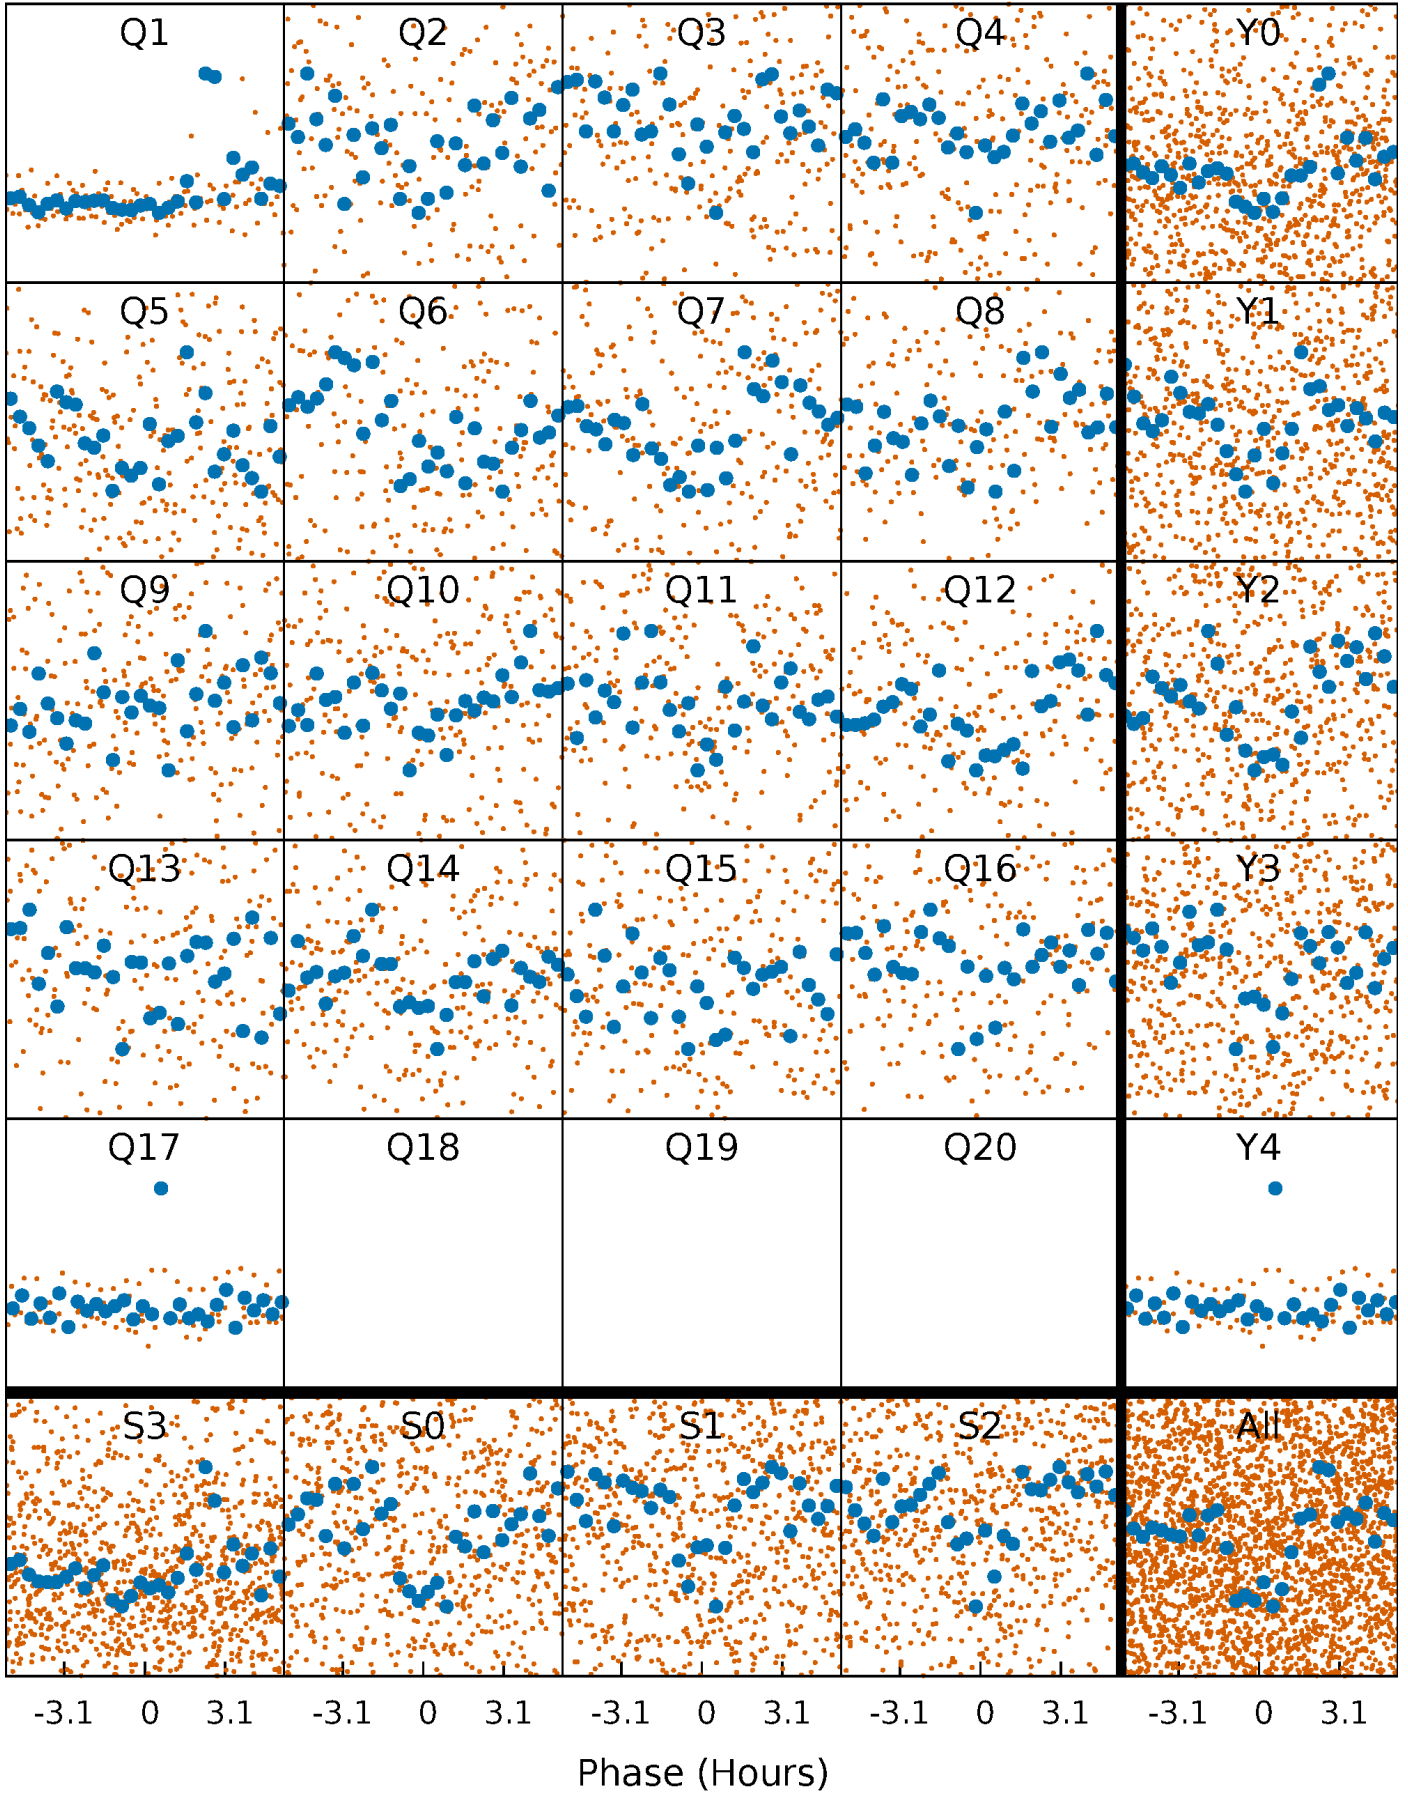 Q1 Q2 Q3 Q4 Y0
Q5 Q6 Q7 Q8 Y1
Q9 Q10 Q11 Q12 Y2
Q13 Q14 Q15 Q16 Y3
Q17 Q18 Q19 Q20 Y4
S3 S0 S1 S2 All
-3.1 0 3.1 -3.1 0 3.1 -3.1 0 3.1 -3.1 0 3.1 -3.1 0 3.1
Phase (Hours)